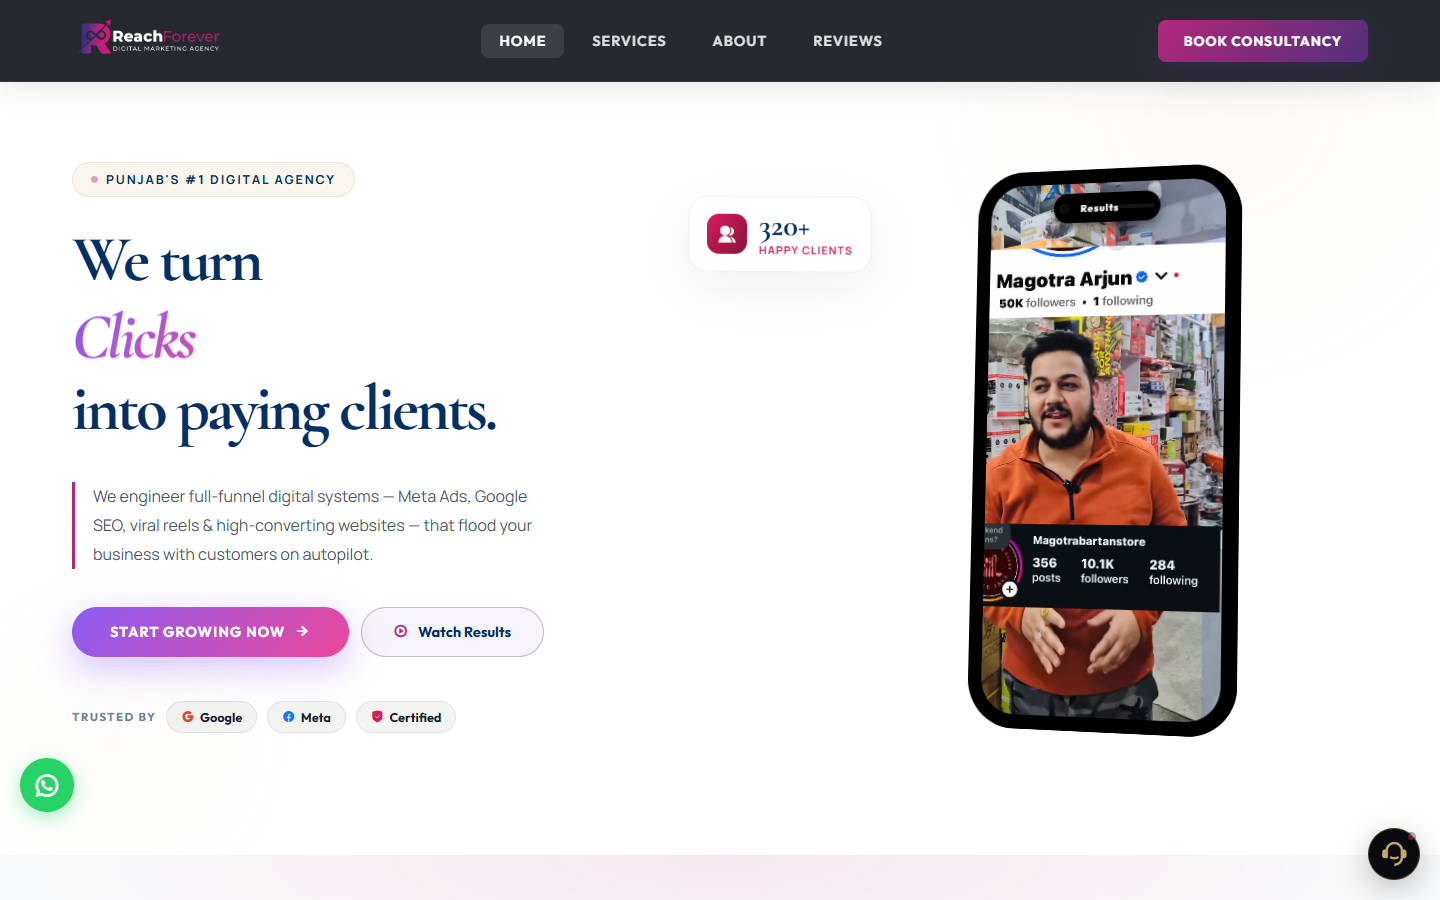 ReachForever
DIGITAL MARKETING AGENCY
HOME
SERVICES
ABOUT
REVIEWS
BOOK CONSULTANCY
PUNJAB'S #1 DIGITAL AGENCY
We turn
Clicks
into paying clients.
We engineer full-funnel digital systems — Meta Ads, Google
SEO, viral reels & high-converting websites — that flood your
business with customers on autopilot.
START GROWING NOW →
Watch Results
TRUSTED BY
Google
Meta
Certified
320+
HAPPY CLIENTS
Results
Magotra Arjun
50K followers • 1 following
Magotrabartanstore
356
posts
10.1K
followers
284
following